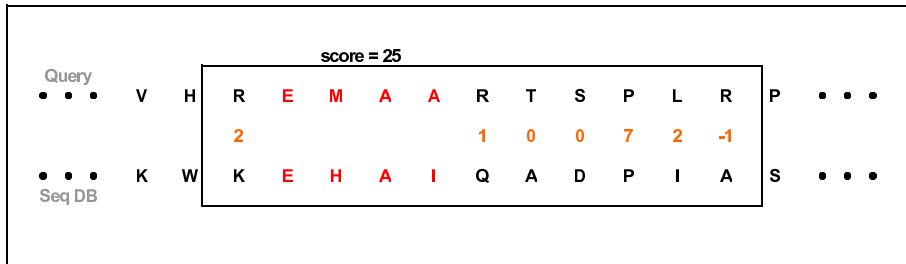 score = 25
Query
• • • V H R E M A A R T S P L R P • • •
2 1 0 0 7 2 -1
• • • K W K E H A I Q A D P I A S • • •
Seq DB